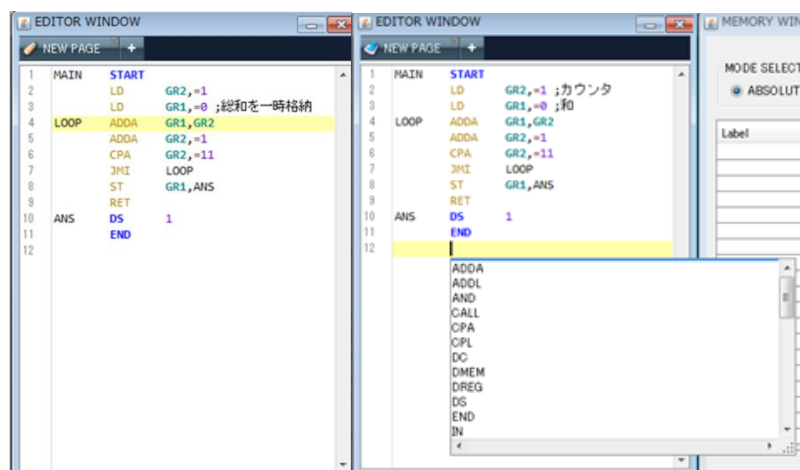 EDITOR WINDOW
NEW PAGE +
1 MAIN START
2 LD GR2,=1
3 LD GR1,=0 ;総和を一時格納
4 LOOP ADDA GR1,GR2
5 ADDA GR2,=1
6 CPA GR2,=11
7 JMI LOOP
8 ST GR1,ANS
9 RET
10 ANS DS 1
11 END
12
EDITOR WINDOW
NEW PAGE +
1 MAIN START
2 LD GR2,=1 ;カウンタ
3 LD GR1,=0 ;和
4 LOOP ADDA GR1,GR2
5 ADDA GR2,=1
6 CPA GR2,=11
7 JMI LOOP
8 ST GR1,ANS
9 RET
10 ANS DS 1
11 END
12
ADDA
ADDL
AND
CALL
CPA
CPL
DC
DMEM
DREG
DS
END
IN
MEMORY WIN
MODE SELECT
ABSOLUT
Label